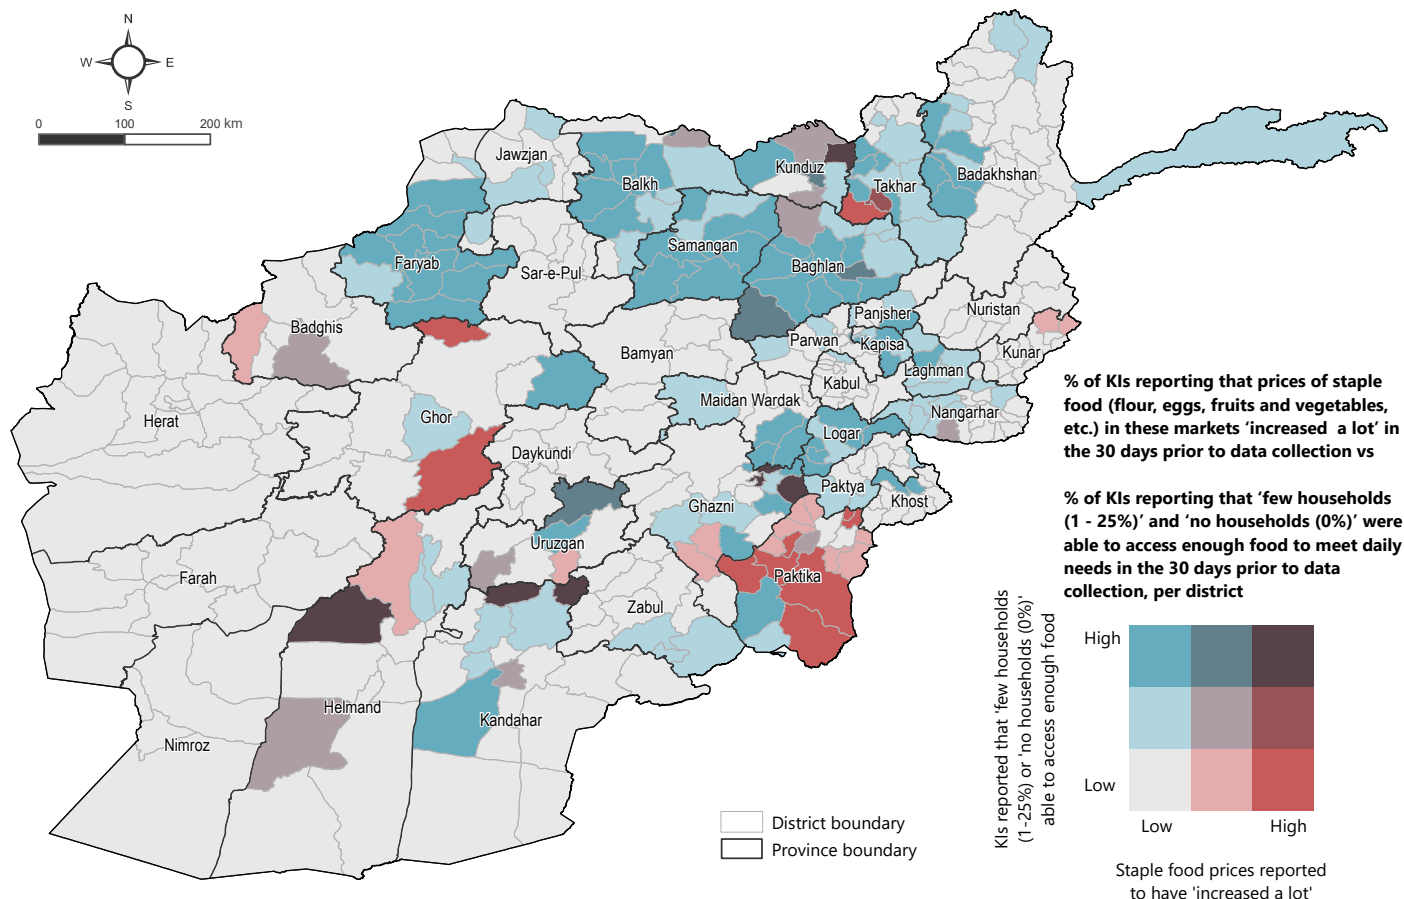 N
W
E
S
0
100
200 km
Jawzjan
Balkh
Kunduz
Takhar
Badakhshan
Faryab
Sar-e-Pul
Samangan
Baghlan
Badghis
Bamyan
Parwan
Panjsher
Kapisa
Nuristan
Kunar
Laghman
Kabul
Maidan Wardak
Nangarhar
Herat
Ghor
Daykundi
Logar
Ghazni
Paktya
Khost
Uruzgan
Paktika
Farah
Zabul
Helmand
Kandahar
Nimroz
% of KIs reporting that prices of staple
food (flour, eggs, fruits and vegetables,
etc.) in these markets ‘increased  a lot’ in
the 30 days prior to data collection vs
% of KIs reporting that ‘few households
(1 - 25%)’ and ‘no households (0%)’ were
able to access enough food to meet daily
needs in the 30 days prior to data
collection, per district
KIs reported that 'few households
(1-25%) or 'no households (0%)'
able to access enough food
High
Low
Low
High
Staple food prices reported
to have 'increased a lot'
District boundary
Province boundary